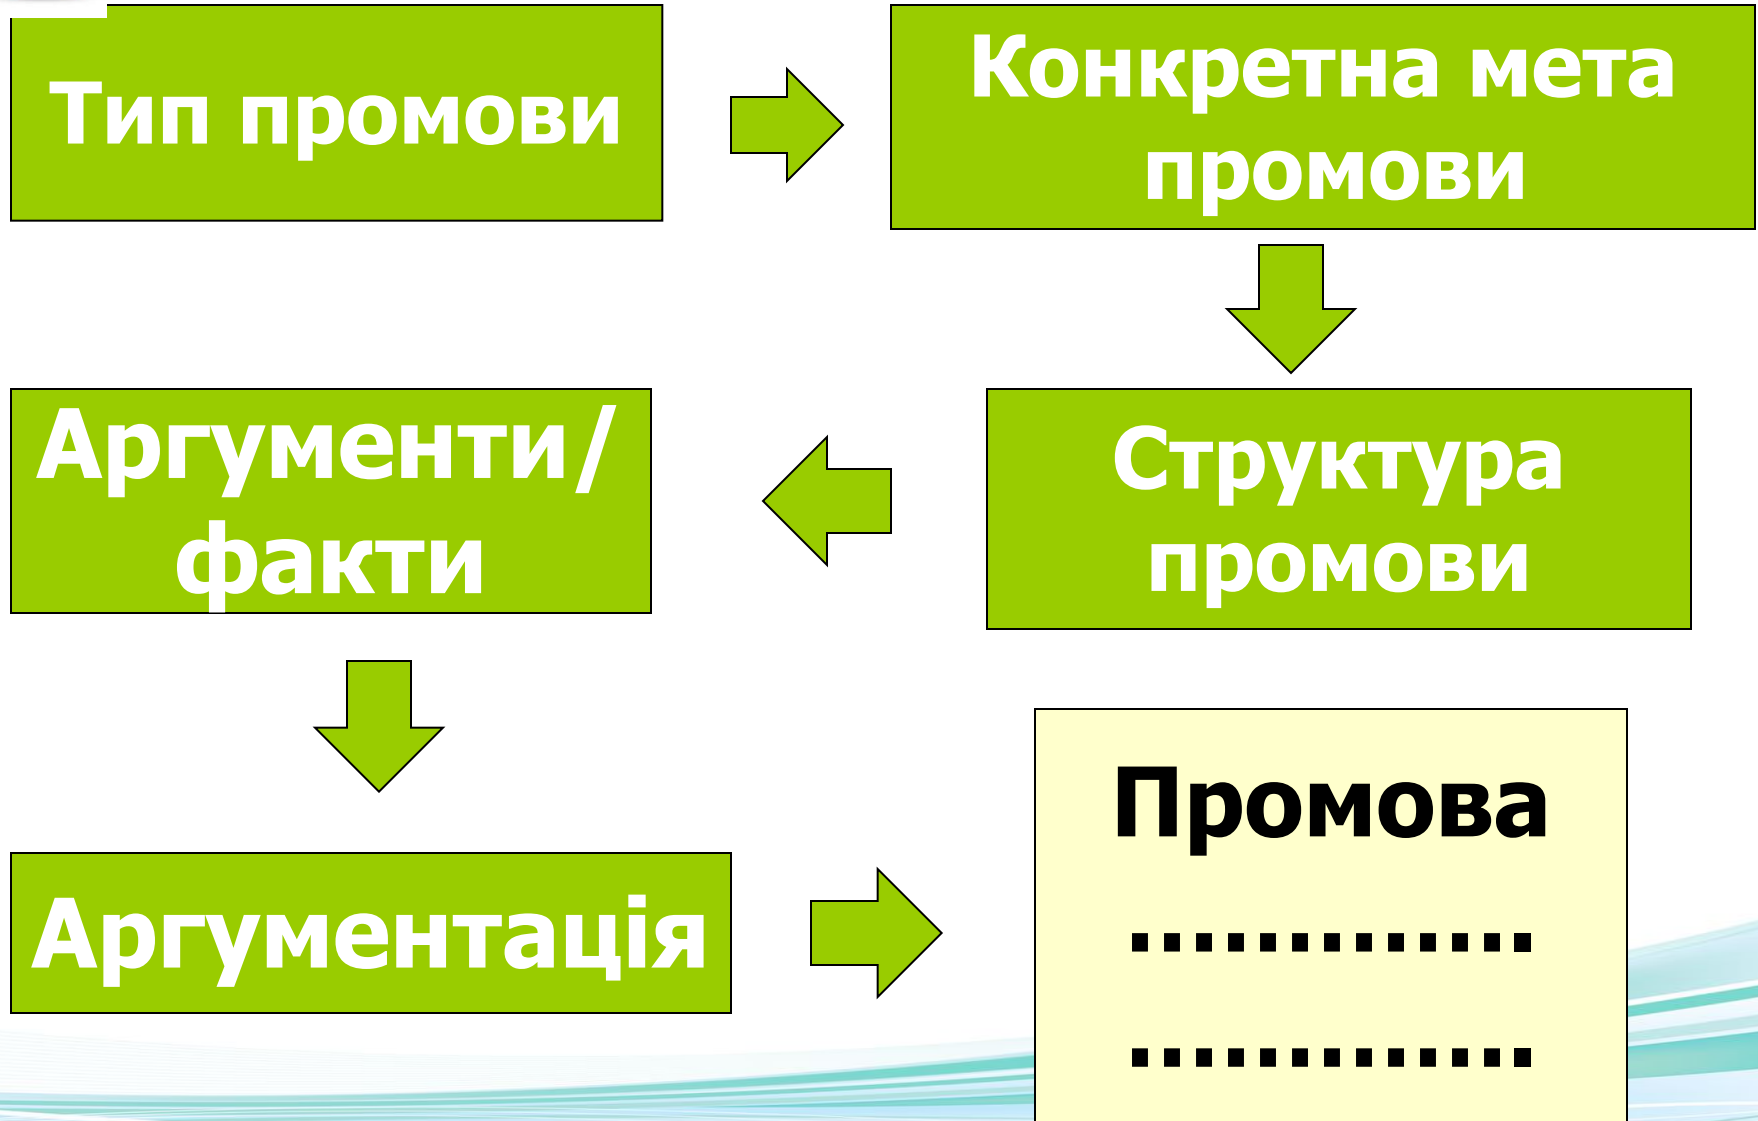 Тип промови
Конкретна мета
промови
Структура
промови
Аргументи/
факти
Аргументація
Промова
.............
.............